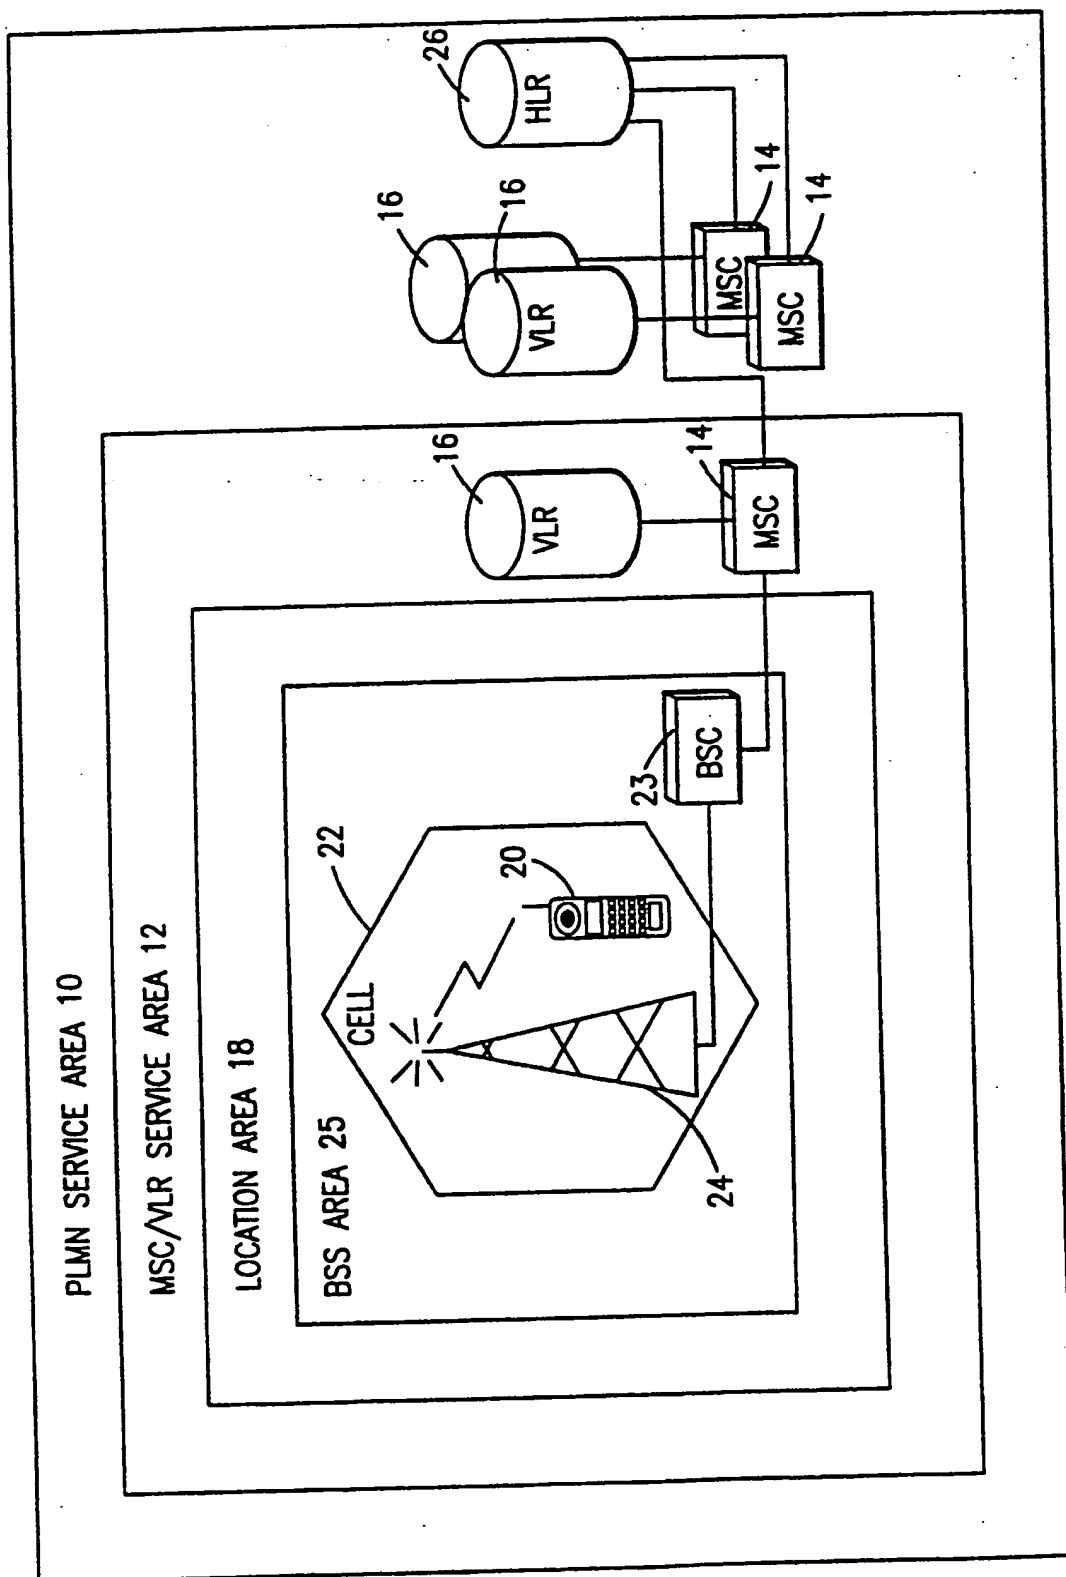 PLMN SERVICE AREA 10
MSC/VLR SERVICE AREA 12
LOCATION AREA 18
BSS AREA 25
CELL
22
20
24
23
BSC
16
VLR
14
MSC
16
16
VLR
26
HLR
14
MSC
14
MSC